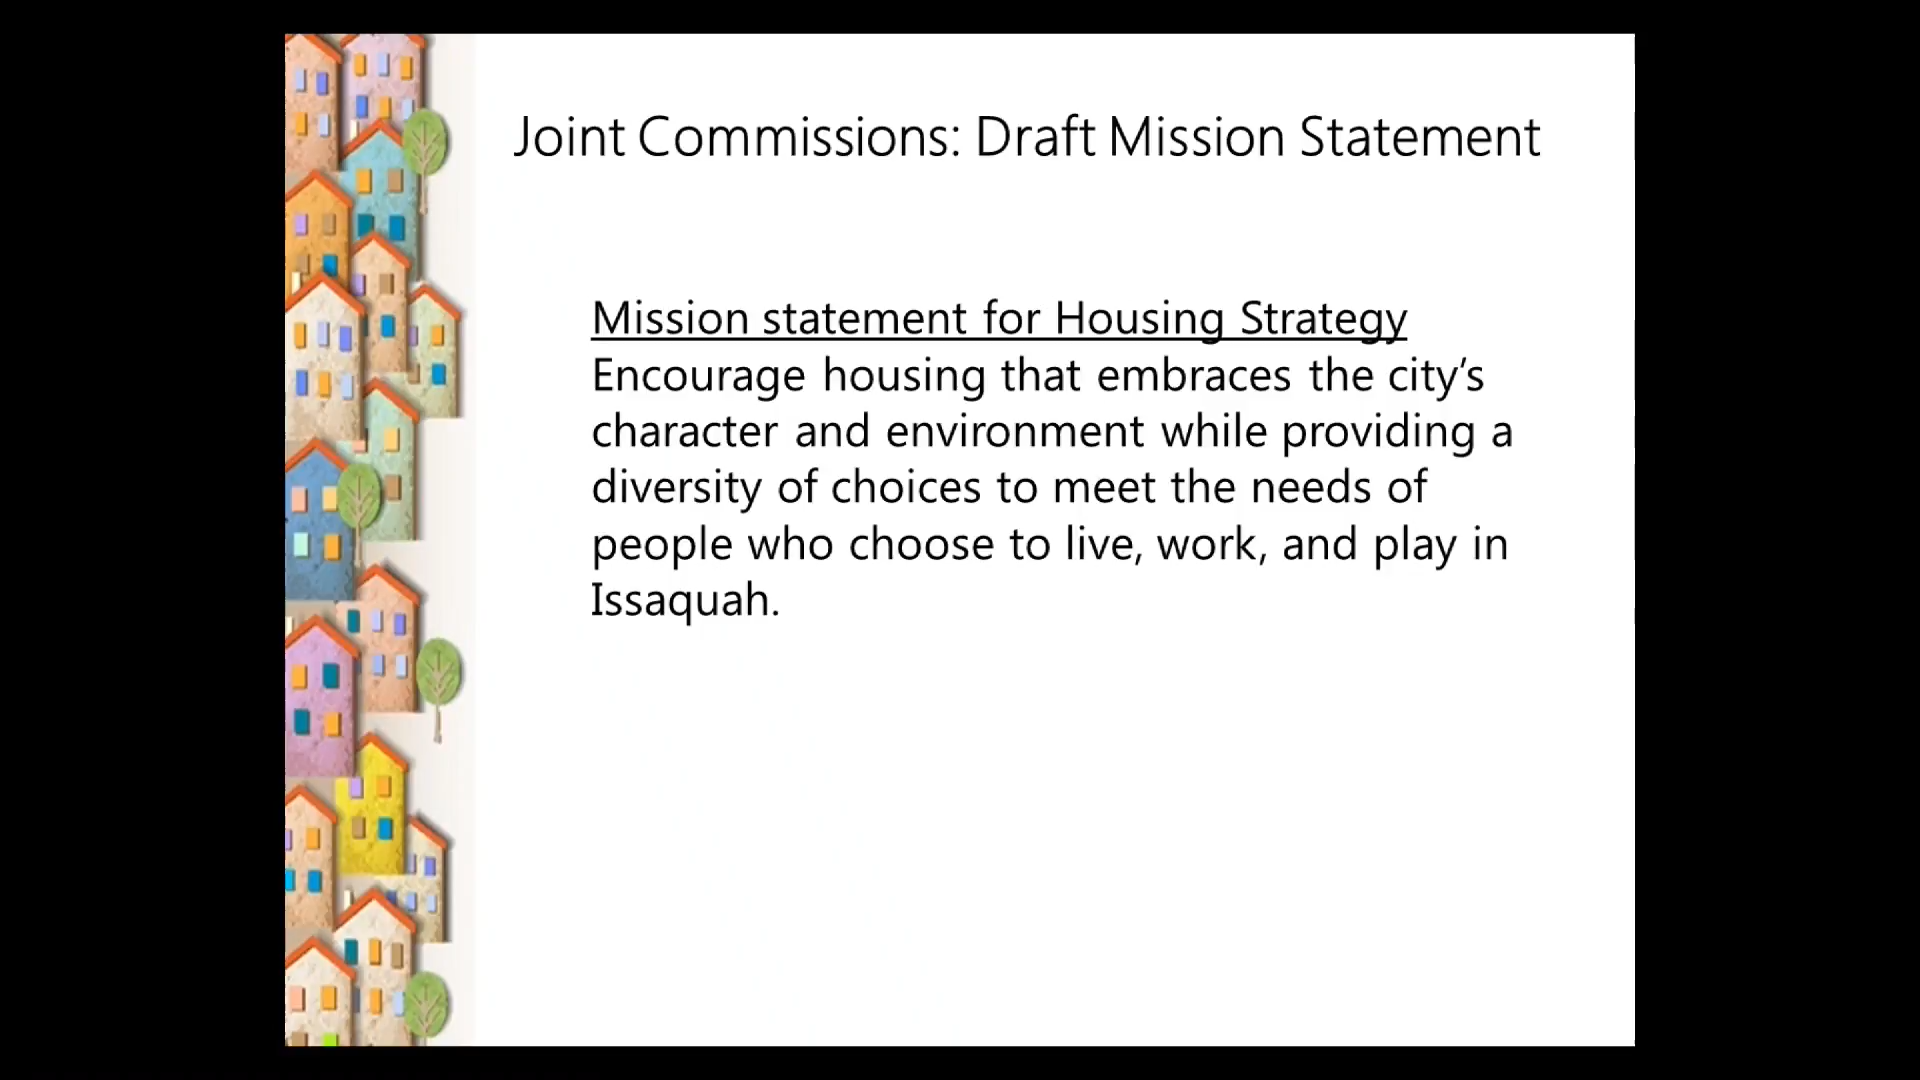 Joint Commissions: Draft Mission Statement
Mission statement for Housing Strategy
Encourage housing that embraces the city’s
character and environment while providing a
diversity of choices to meet the needs of
people who choose to live, work, and play in
Issaquah.